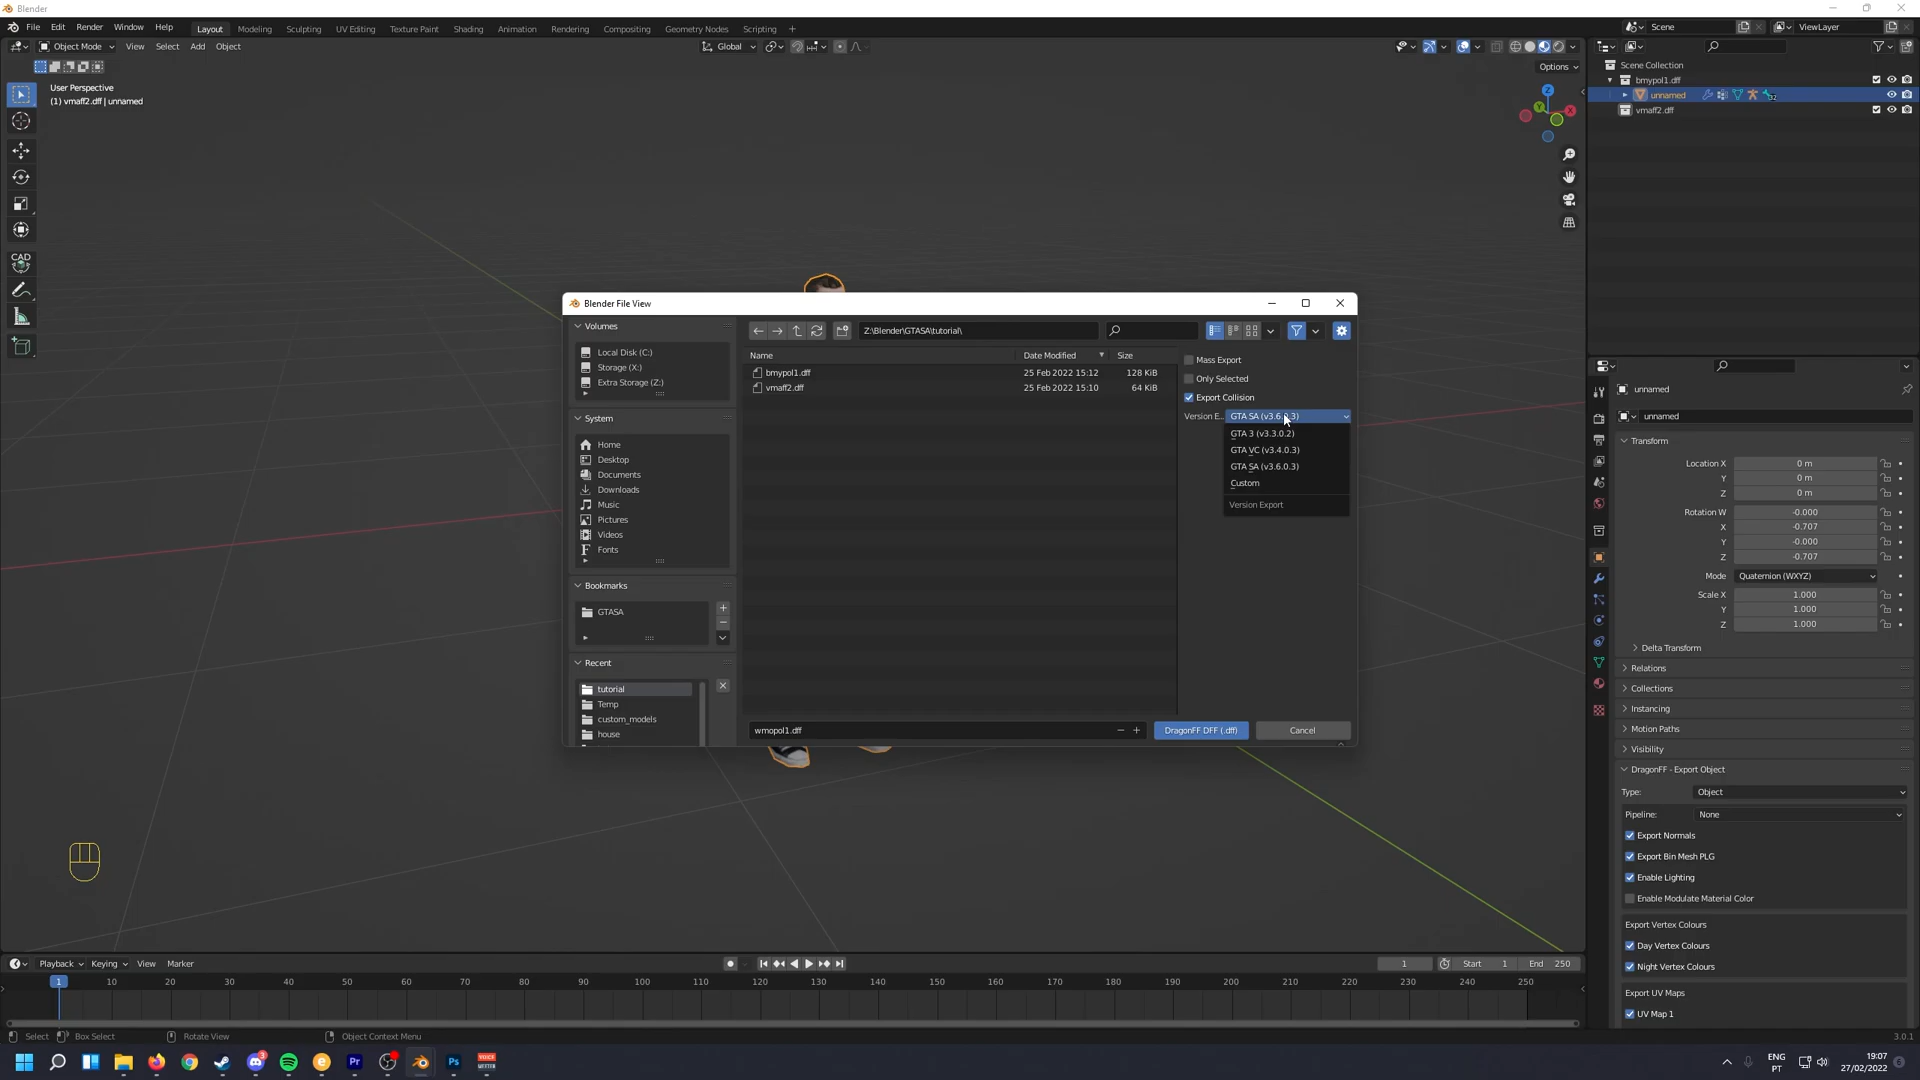 Blender
File Edit Render Window Help Layout Modeling Sculpting UV Editing Texture Paint Shading Animation Rendering Compositing Geometry Nodes Scripting + Scene ViewLayer
Object Mode View Select Add Object Global
Options
User Perspective
(1) vmaff2.dff | unnamed
Z
X
Y
CAD
Scene Collection
bmypol1.dff
unnamed
32
vmaff2.dff
Blender File View
Volumes
Local Disk (C:)
Storage (X:)
Extra Storage (Z:)
System
Home
Desktop
Documents
Downloads
Music
Pictures
Videos
Fonts
Bookmarks
GTASA
Recent
tutorial
Temp
custom_models
house
Z:\Blender\GTASA\tutorial\
Name Date Modified Size
bmypol1.dff 25 Feb 2022 15:12 128 KiB
vmaff2.dff 25 Feb 2022 15:10 64 KiB
Mass Export
Only Selected
Export Collision
Version E.. GTA SA (v3.6.0.3)
GTA 3 (v3.3.0.2)
GTA VC (v3.4.0.3)
GTA SA (v3.6.0.3)
Custom
Version Export
wmopol1.dff DragonFF DFF (.dff) Cancel
unnamed
unnamed
Transform
Location X 0 m
Y 0 m
Z 0 m
Rotation W -0.000
X -0.707
Y -0.000
Z -0.707
Mode Quaternion (WXYZ)
Scale X 1.000
Y 1.000
Z 1.000
Delta Transform
Relations
Collections
Instancing
Motion Paths
Visibility
DragonFF - Export Object
Type: Object
Pipeline: None
Export Normals
Export Bin Mesh PLG
Enable Lighting
Enable Modulate Material Color
Export Vertex Colours
Day Vertex Colours
Night Vertex Colours
Export UV Maps
UV Map 1
Playback Keying View Marker 1 Start 1 End 250
1 10 20 30 40 50 60 70 80 90 100 110 120 130 140 150 160 170 180 190 200 210 220 230 240 250
Select Box Select Rotate View Object Context Menu 3.0.1
3 e Pr Ps
ENG
PT
19:07
27/02/2022
6